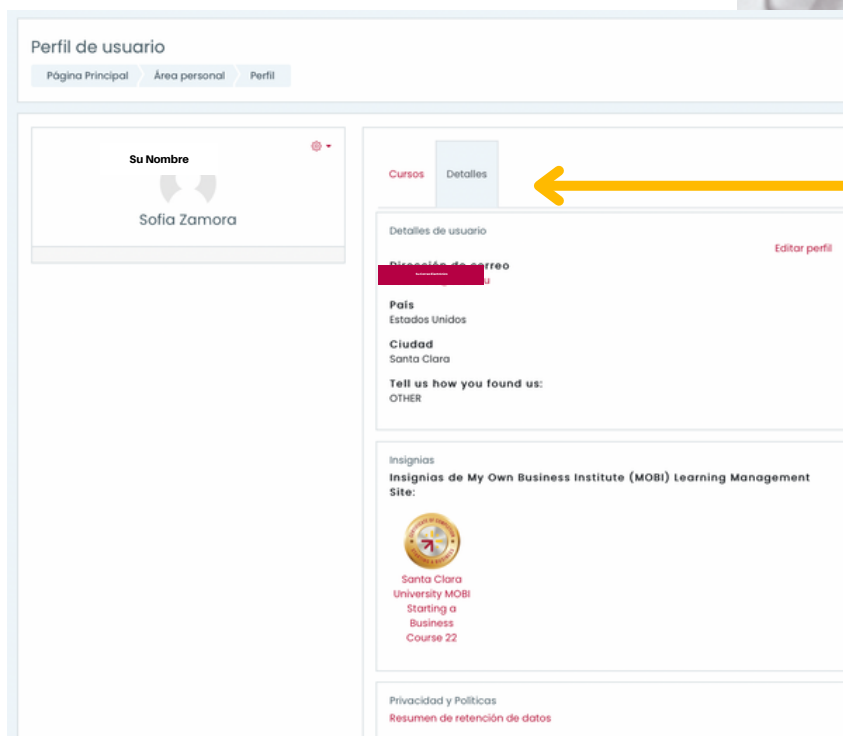 Perfil de usuario
Página Principal
Área personal
Perfil
Su Nombre
Sofia Zamora
Cursos
Detalles
Detalles de usuario
Editar perfil
Dirección de correo
u
País
Estados Unidos
Ciudad
Santa Clara
Tell us how you found us:
OTHER
Insignias
Insignias de My Own Business Institute (MOBI) Learning Management
Site:
Santa Clara
University MOBI
Starting a
Business
Course 22
Privacidad y Políticas
Resumen de retención de datos